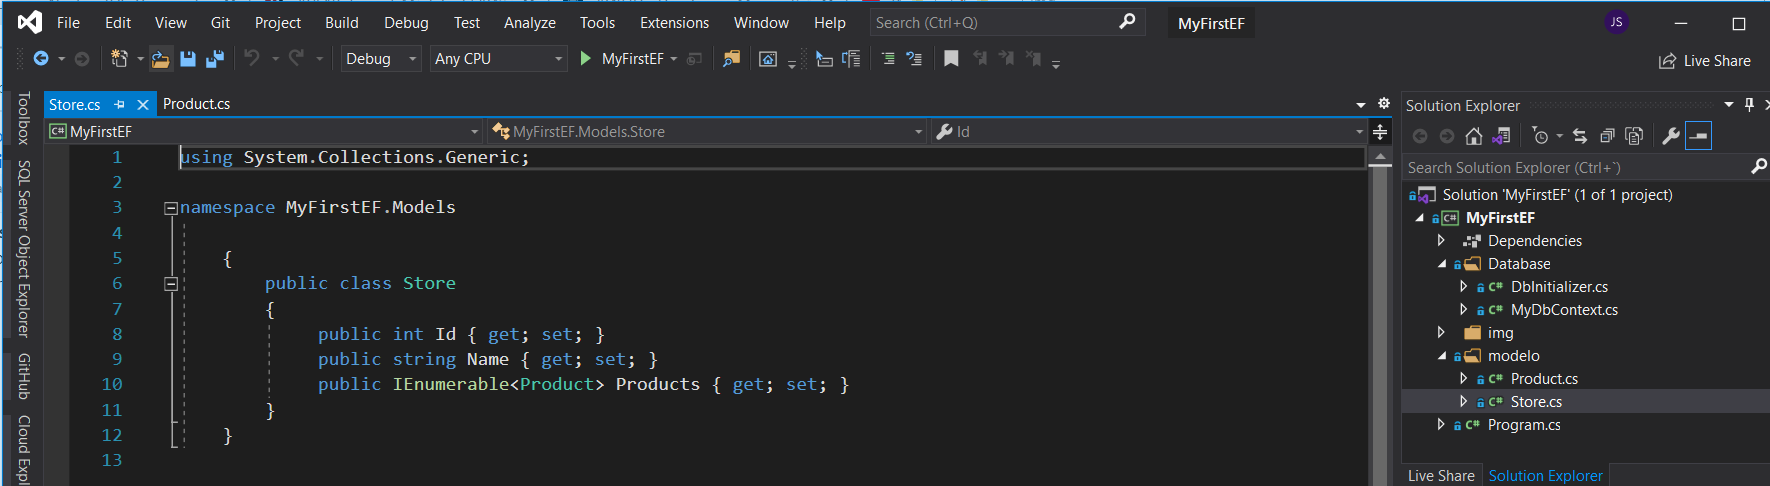 File Edit View Git Project Build Debug Test Analyze Tools Extensions Window Help Search (Ctrl+Q) MyFirstEF JS
Debug Any CPU MyFirstEF Live Share
Toolbox
SQL Server Object Explorer
GitHub
Cloud Expl
Store.cs Product.cs
C# MyFirstEF MyFirstEF.Models.Store Id
1 using System.Collections.Generic;
2
3 namespace MyFirstEF.Models
4
5 {
6 public class Store
7 {
8 public int Id { get; set; }
9 public string Name { get; set; }
10 public IEnumerable<Product> Products { get; set; }
11 }
12 }
13
Solution Explorer
Search Solution Explorer (Ctrl+`)
Solution 'MyFirstEF' (1 of 1 project)
C# MyFirstEF
Dependencies
Database
C# DbInitializer.cs
C# MyDbContext.cs
img
modelo
C# Product.cs
C# Store.cs
C# Program.cs
Live Share Solution Explorer